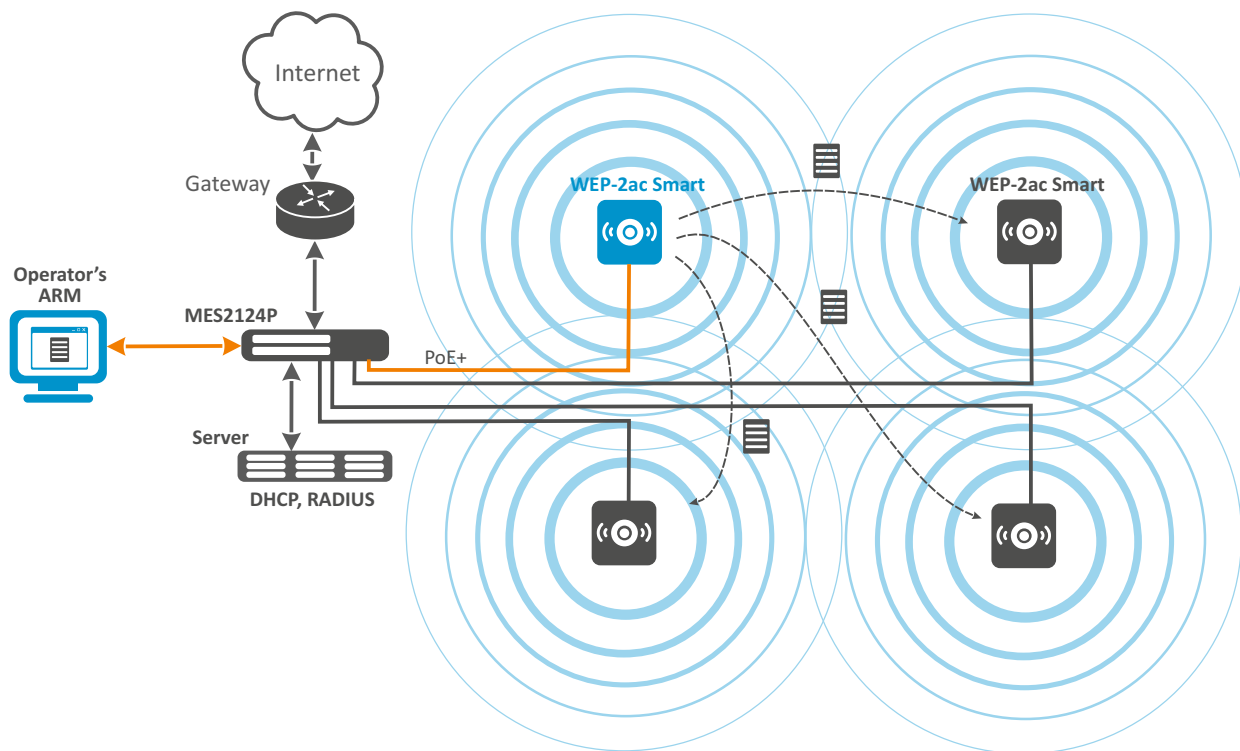 Internet
Gateway
WEP-2ac Smart
WEP-2ac Smart
Operator's
ARM
MES2124P
PoE+
Server
DHCP, RADIUS